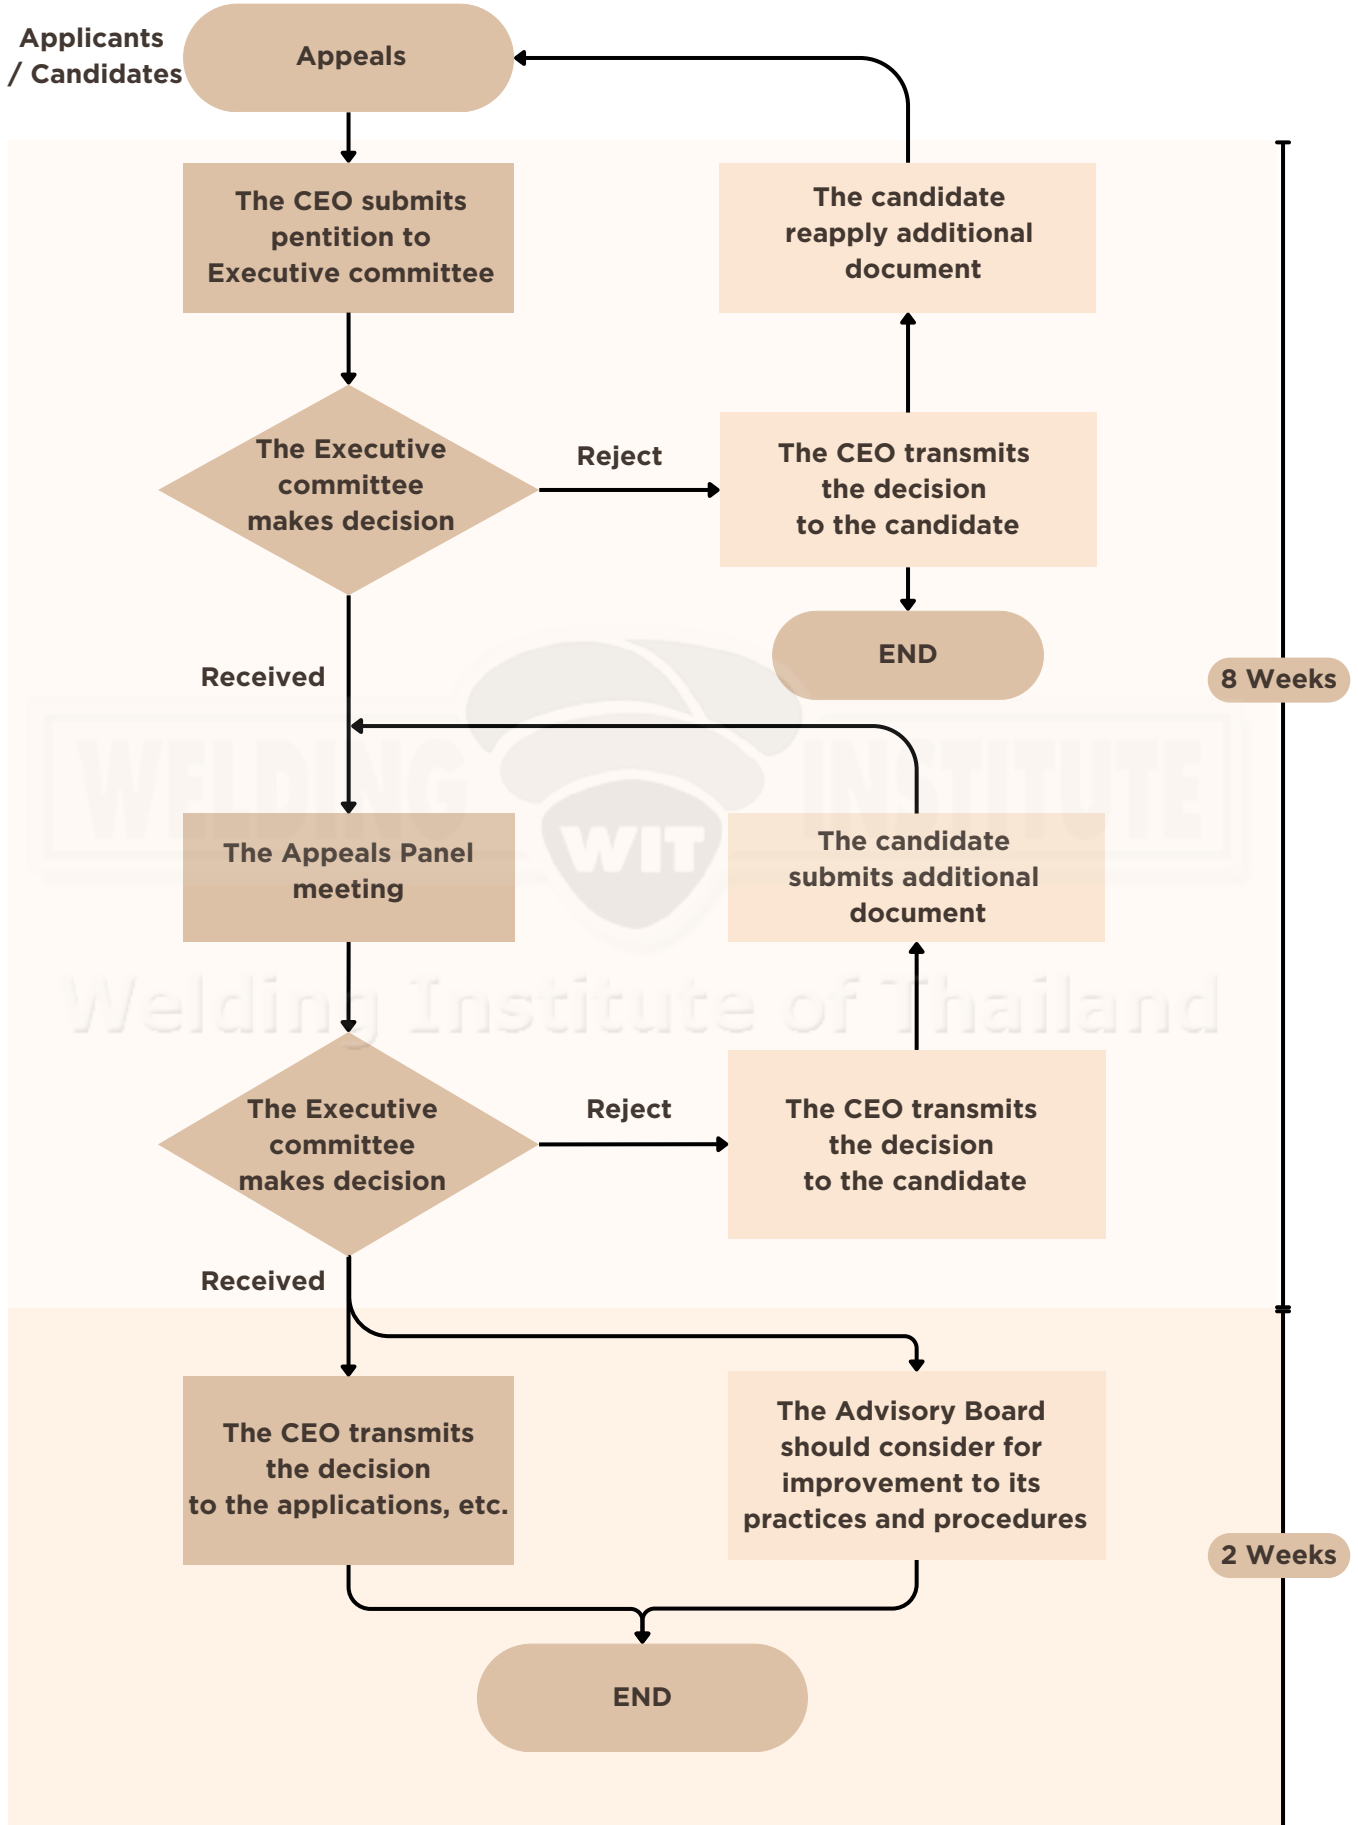 Applicants
/ Candidates
Appeals
The CEO submits
pentition to
Executive committee
The candidate
reapply additional
document
The Executive
committee
makes decision
Reject
The CEO transmits
the decision
to the candidate
END
Received
8 Weeks
WELDING
INSTITUTE
WIT
The Appeals Panel
meeting
The candidate
submits additional
document
Welding Institute of Thailand
The Executive
committee
makes decision
Reject
The CEO transmits
the decision
to the candidate
Received
The CEO transmits
the decision
to the applications, etc.
The Advisory Board
should consider for
improvement to its
practices and procedures
2 Weeks
END